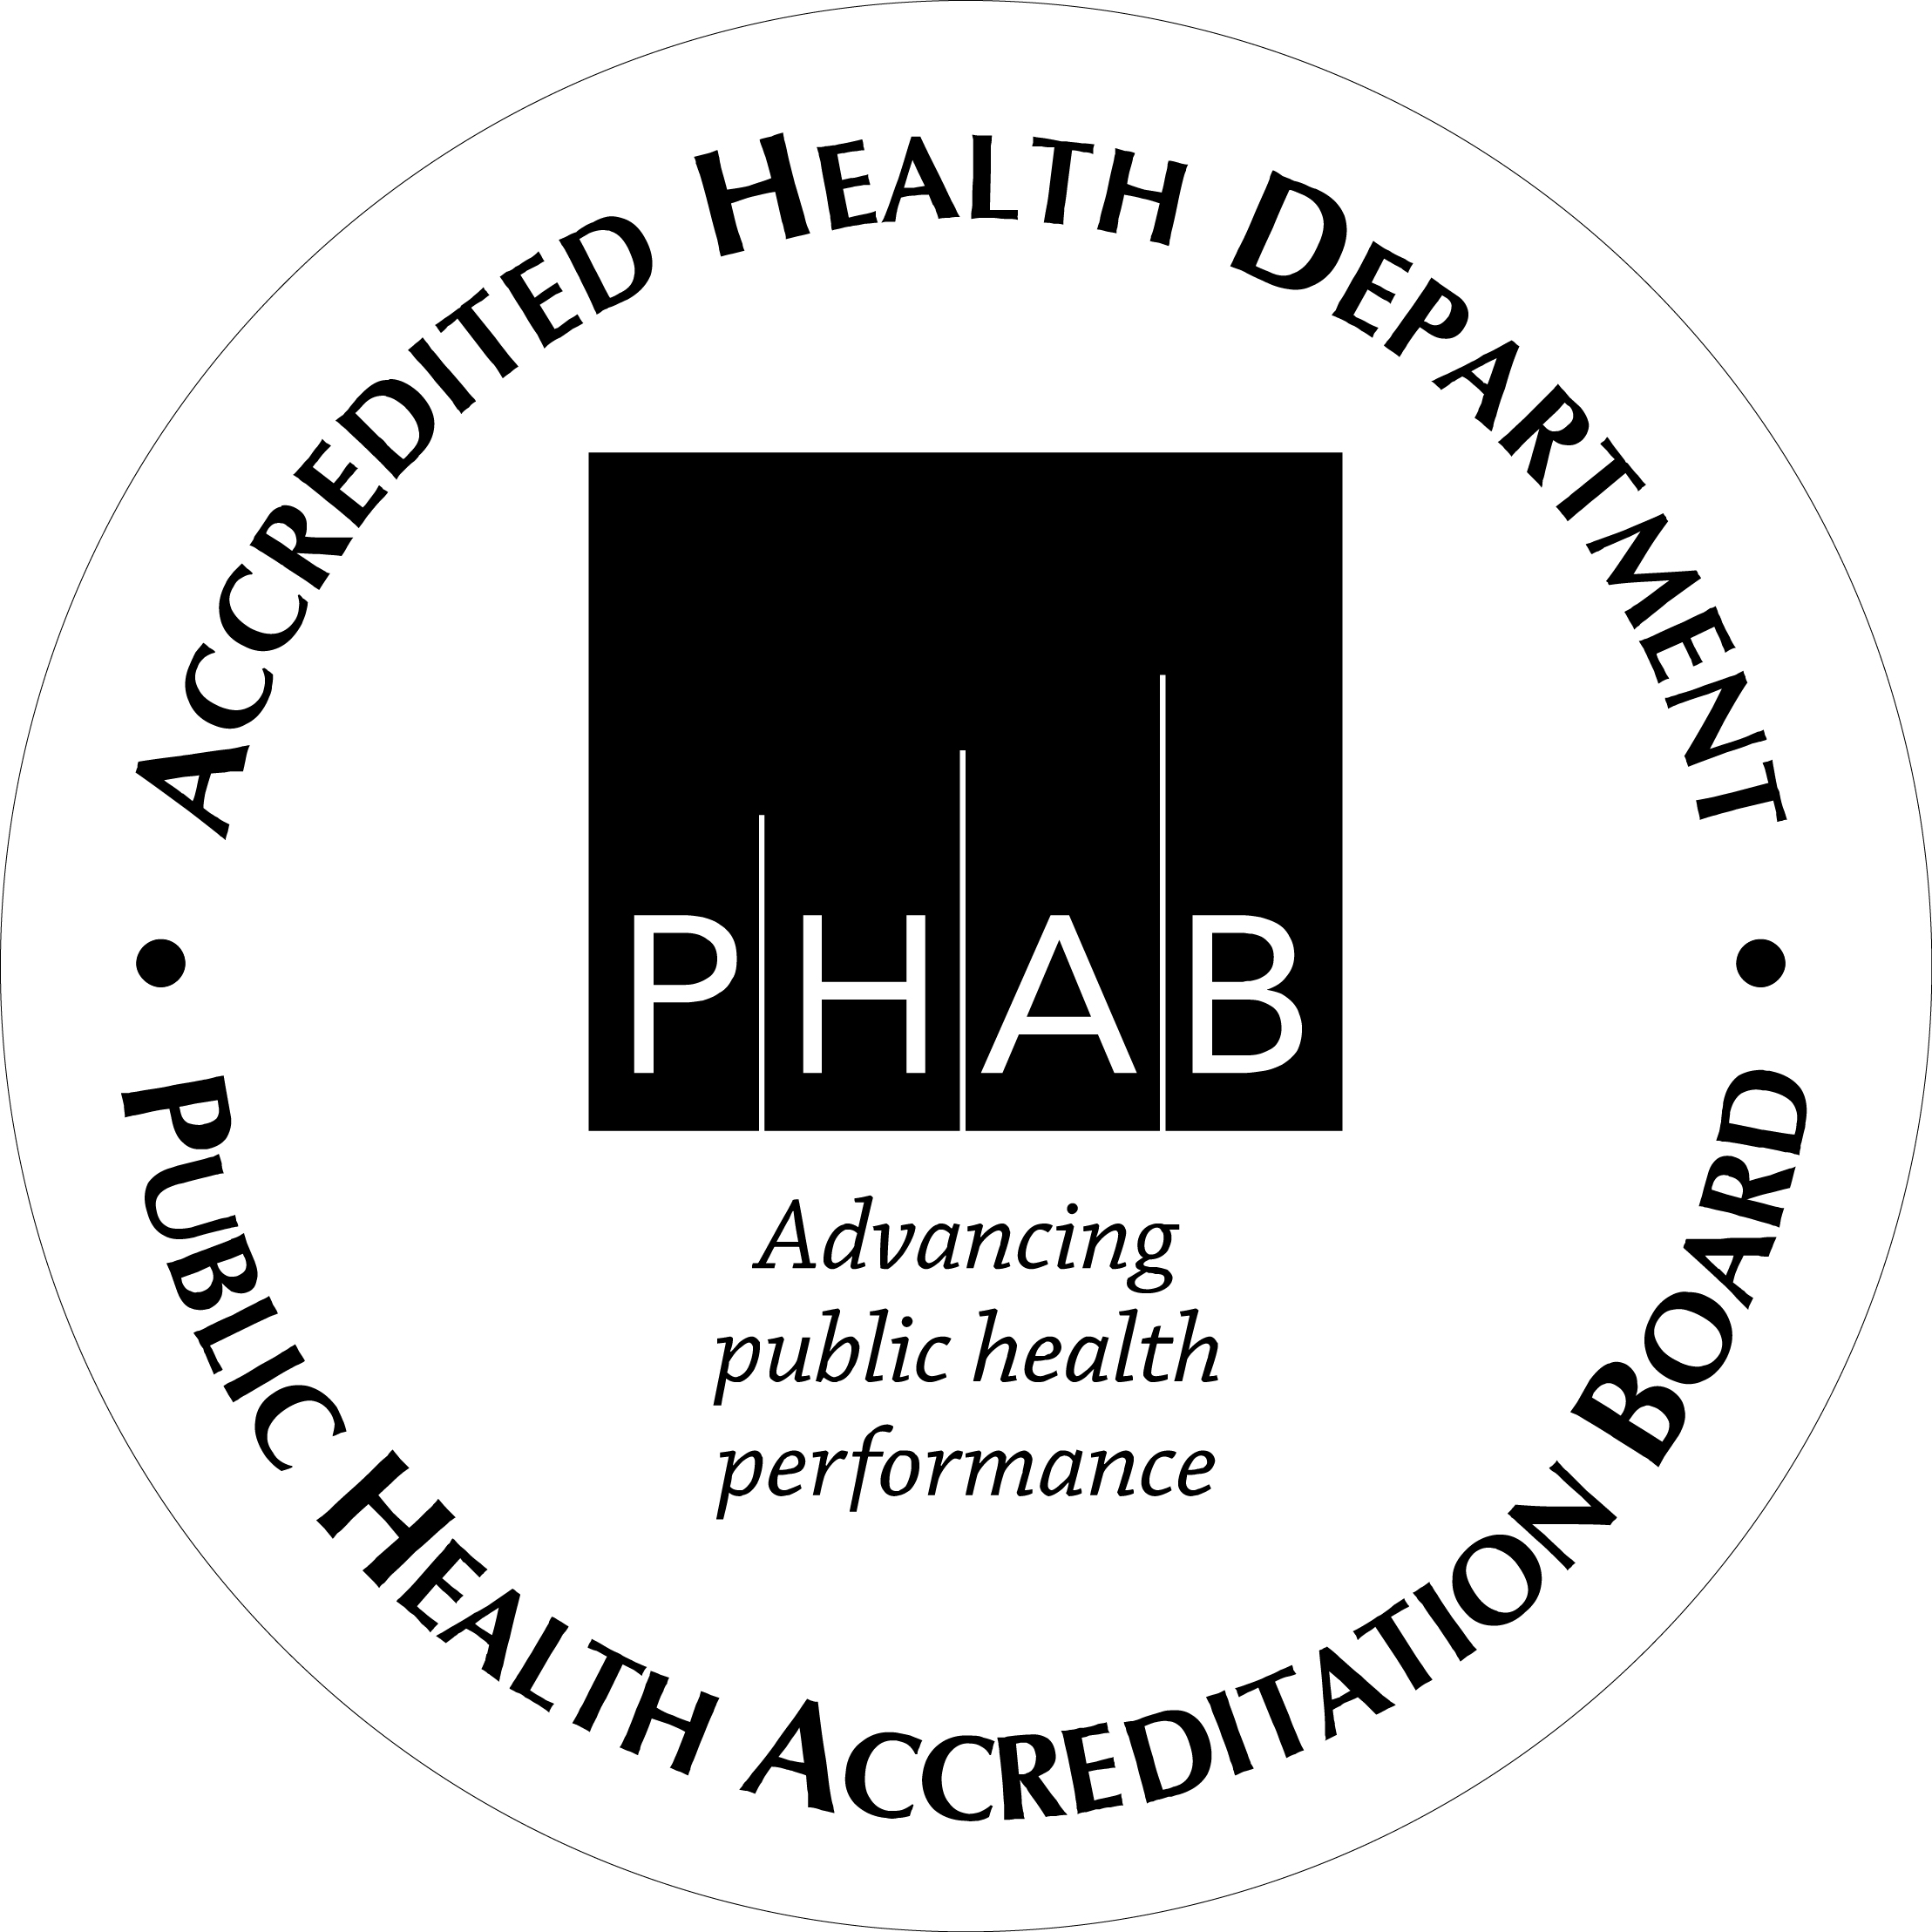 ACCREDITED HEALTH DEPARTMENT
PHAB
Advancing
public health
performance
PUBLIC HEALTH ACCREDITATION BOARD